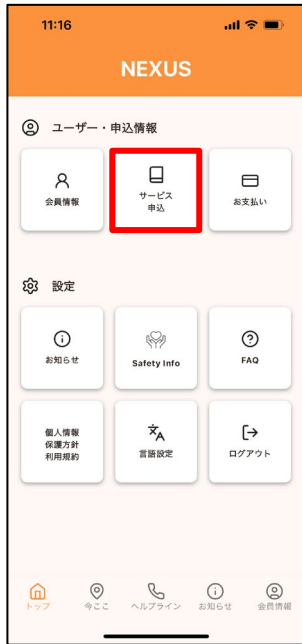 11:16
NEXUS
ユーザー・申込情報
会員情報
サービス
申込
お支払い
設定
お知らせ
Safety Info
FAQ
個人情報
保護方針
利用規約
言語設定
ログアウト
トップ
今ここ
ヘルプライン
お知らせ
会員情報